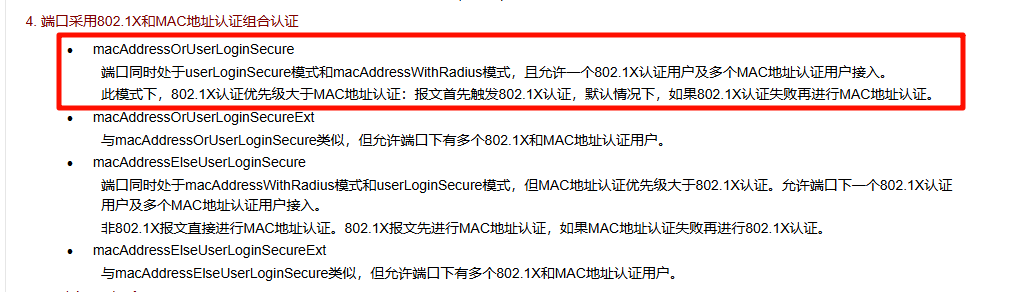 4. 端口采用802.1X和MAC地址认证组合认证
• macAddressOrUserLoginSecure
端口同时处于userLoginSecure模式和macAddressWithRadius模式，且允许一个802.1X认证用户及多个MAC地址认证用户接入。
此模式下，802.1X认证优先级大于MAC地址认证：报文首先触发802.1X认证，默认情况下，如果802.1X认证失败再进行MAC地址认证。
• macAddressOrUserLoginSecureExt
与macAddressOrUserLoginSecure类似，但允许端口下有多个802.1X和MAC地址认证用户。
• macAddressElseUserLoginSecure
端口同时处于macAddressWithRadius模式和userLoginSecure模式，但MAC地址认证优先级大于802.1X认证。允许端口下一个802.1X认证
用户及多个MAC地址认证用户接入。
非802.1X报文直接进行MAC地址认证。802.1X报文先进行MAC地址认证，如果MAC地址认证失败再进行802.1X认证。
• macAddressElseUserLoginSecureExt
与macAddressElseUserLoginSecure类似，但允许端口下有多个802.1X和MAC地址认证用户。